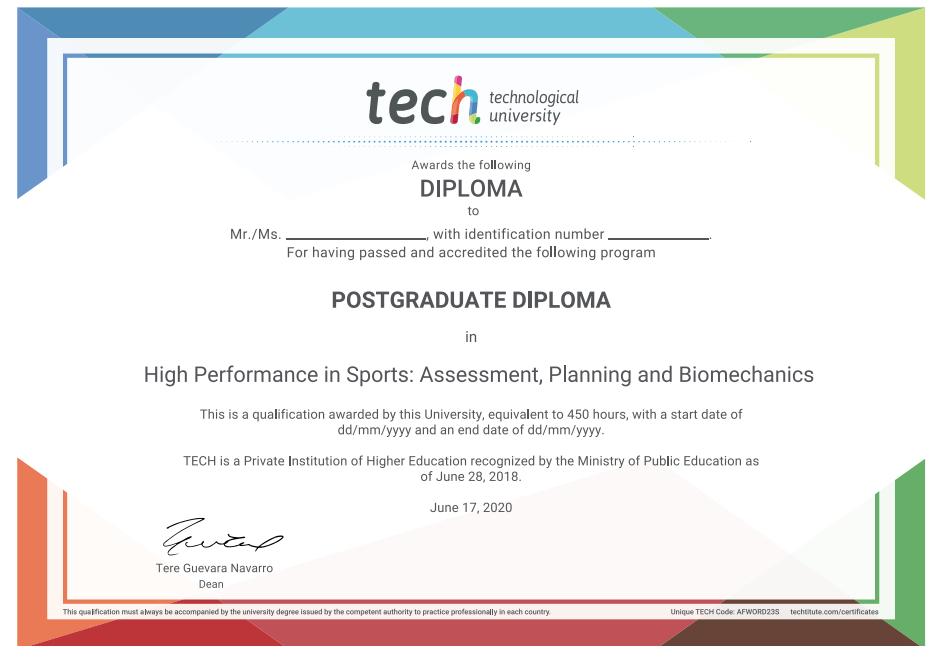 tech technological
university
Awards the following
DIPLOMA
to
Mr./Ms. ____________________, with identification number ______________.
For having passed and accredited the following program
POSTGRADUATE DIPLOMA
in
High Performance in Sports: Assessment, Planning and Biomechanics
This is a qualification awarded by this University, equivalent to 450 hours, with a start date of
dd/mm/yyyy and an end date of dd/mm/yyyy.
TECH is a Private Institution of Higher Education recognized by the Ministry of Public Education as
of June 28, 2018.
June 17, 2020
Tere Guevara Navarro
Dean
This qualification must always be accompanied by the university degree issued by the competent authority to practice professionally in each country.
Unique TECH Code: AFWORD23S techtitute.com/certificates